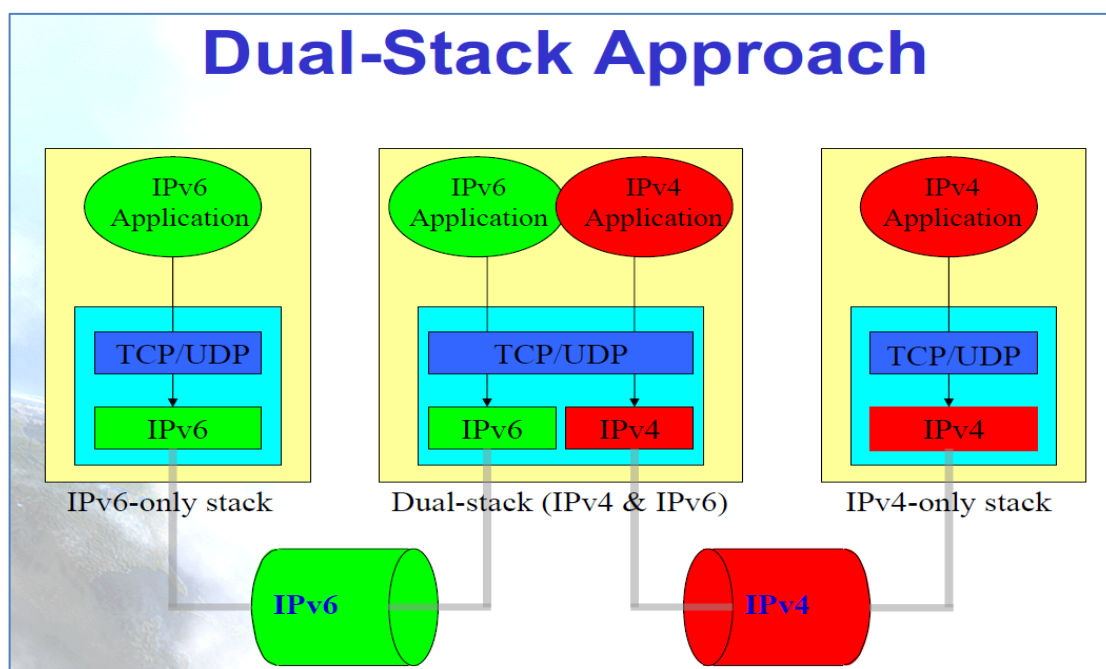 Dual-Stack Approach
IPv6
Application
IPv6
Application
IPv4
Application
IPv4
Application
TCP/UDP
TCP/UDP
TCP/UDP
IPv6
IPv6
IPv4
IPv4
IPv6-only stack
Dual-stack (IPv4 & IPv6)
IPv4-only stack
IPv6
IPv4